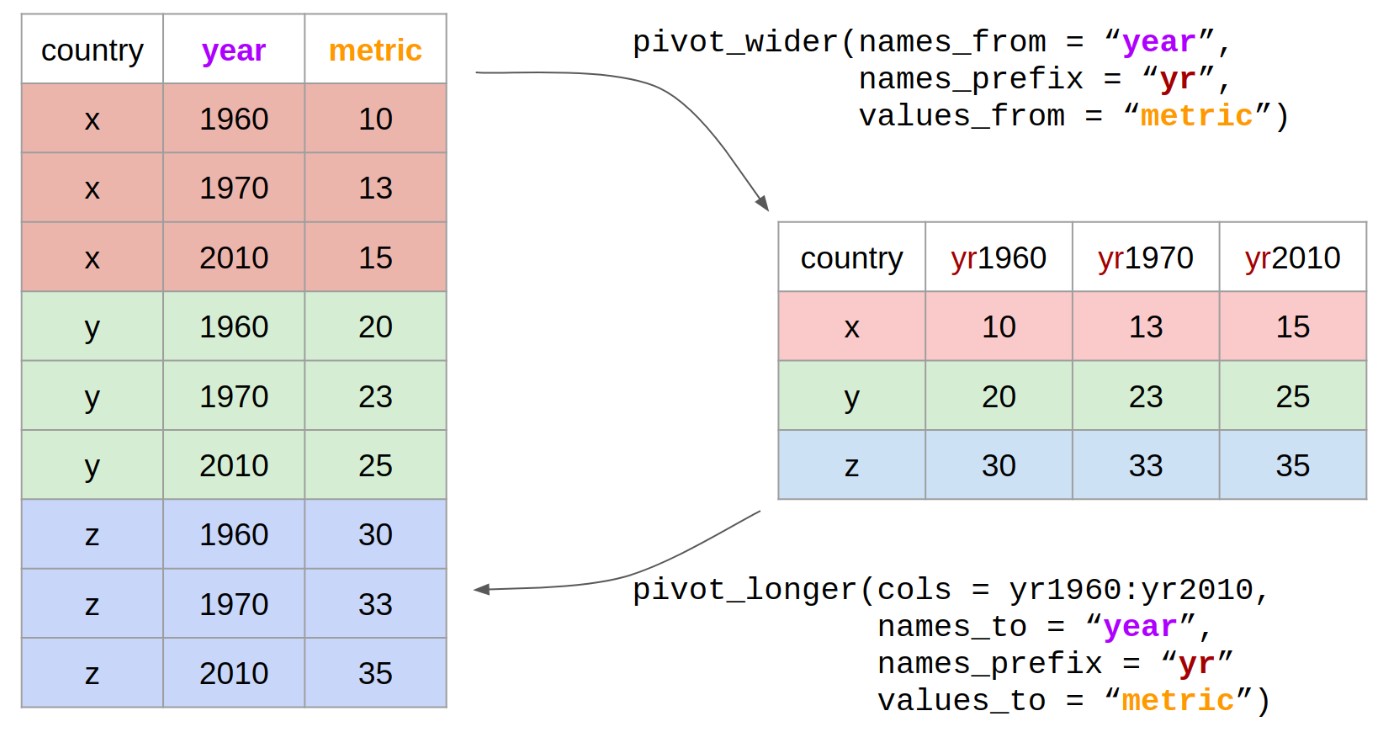 country year metric
x 1960 10
x 1970 13
x 2010 15
y 1960 20
y 1970 23
y 2010 25
z 1960 30
z 1970 33
z 2010 35
pivot_wider(names_from = “year”,
names_prefix = “yr”,
values_from = “metric”)
country yr1960 yr1970 yr2010
x 10 13 15
y 20 23 25
z 30 33 35
pivot_longer(cols = yr1960:yr2010,
names_to = “year”,
names_prefix = “yr”
values_to = “metric”)